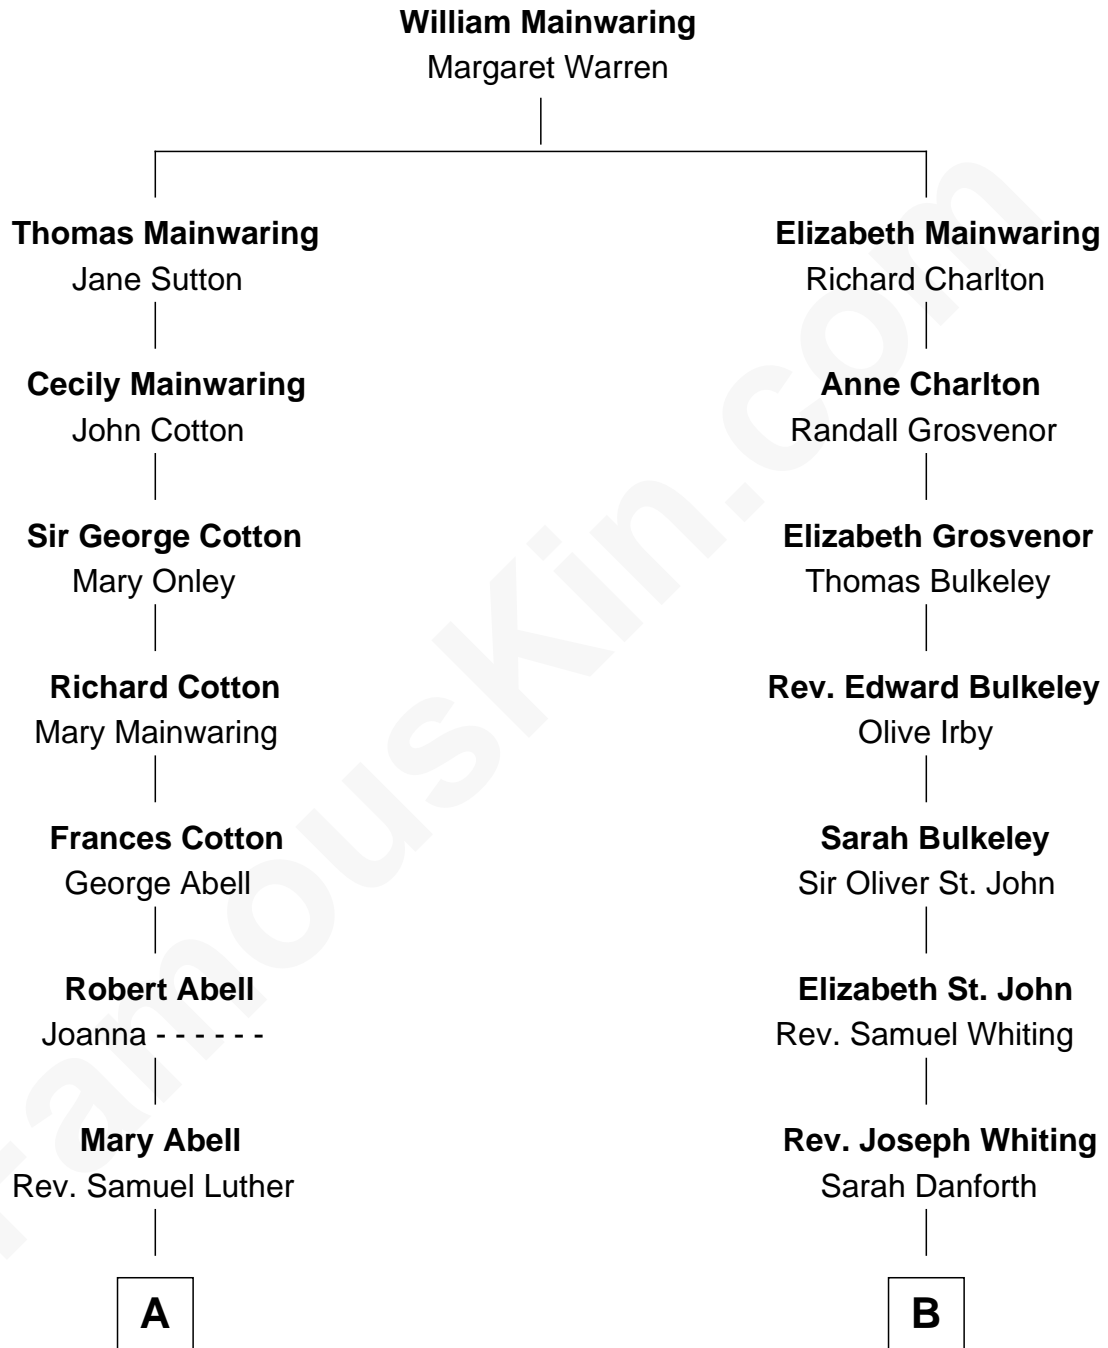 William Mainwaring
Margaret Warren
Thomas Mainwaring
Jane Sutton
Elizabeth Mainwaring
Richard Charlton
Cecily Mainwaring
John Cotton
Anne Charlton
Randall Grosvenor
Sir George Cotton
Mary Onley
Elizabeth Grosvenor
Thomas Bulkeley
Richard Cotton
Mary Mainwaring
Rev. Edward Bulkeley
Olive Irby
Frances Cotton
George Abell
Sarah Bulkeley
Sir Oliver St. John
Robert Abell
Joanna - - - - - -
Elizabeth St. John
Rev. Samuel Whiting
Mary Abell
Rev. Samuel Luther
Rev. Joseph Whiting
Sarah Danforth
A
B
FamousKin.com